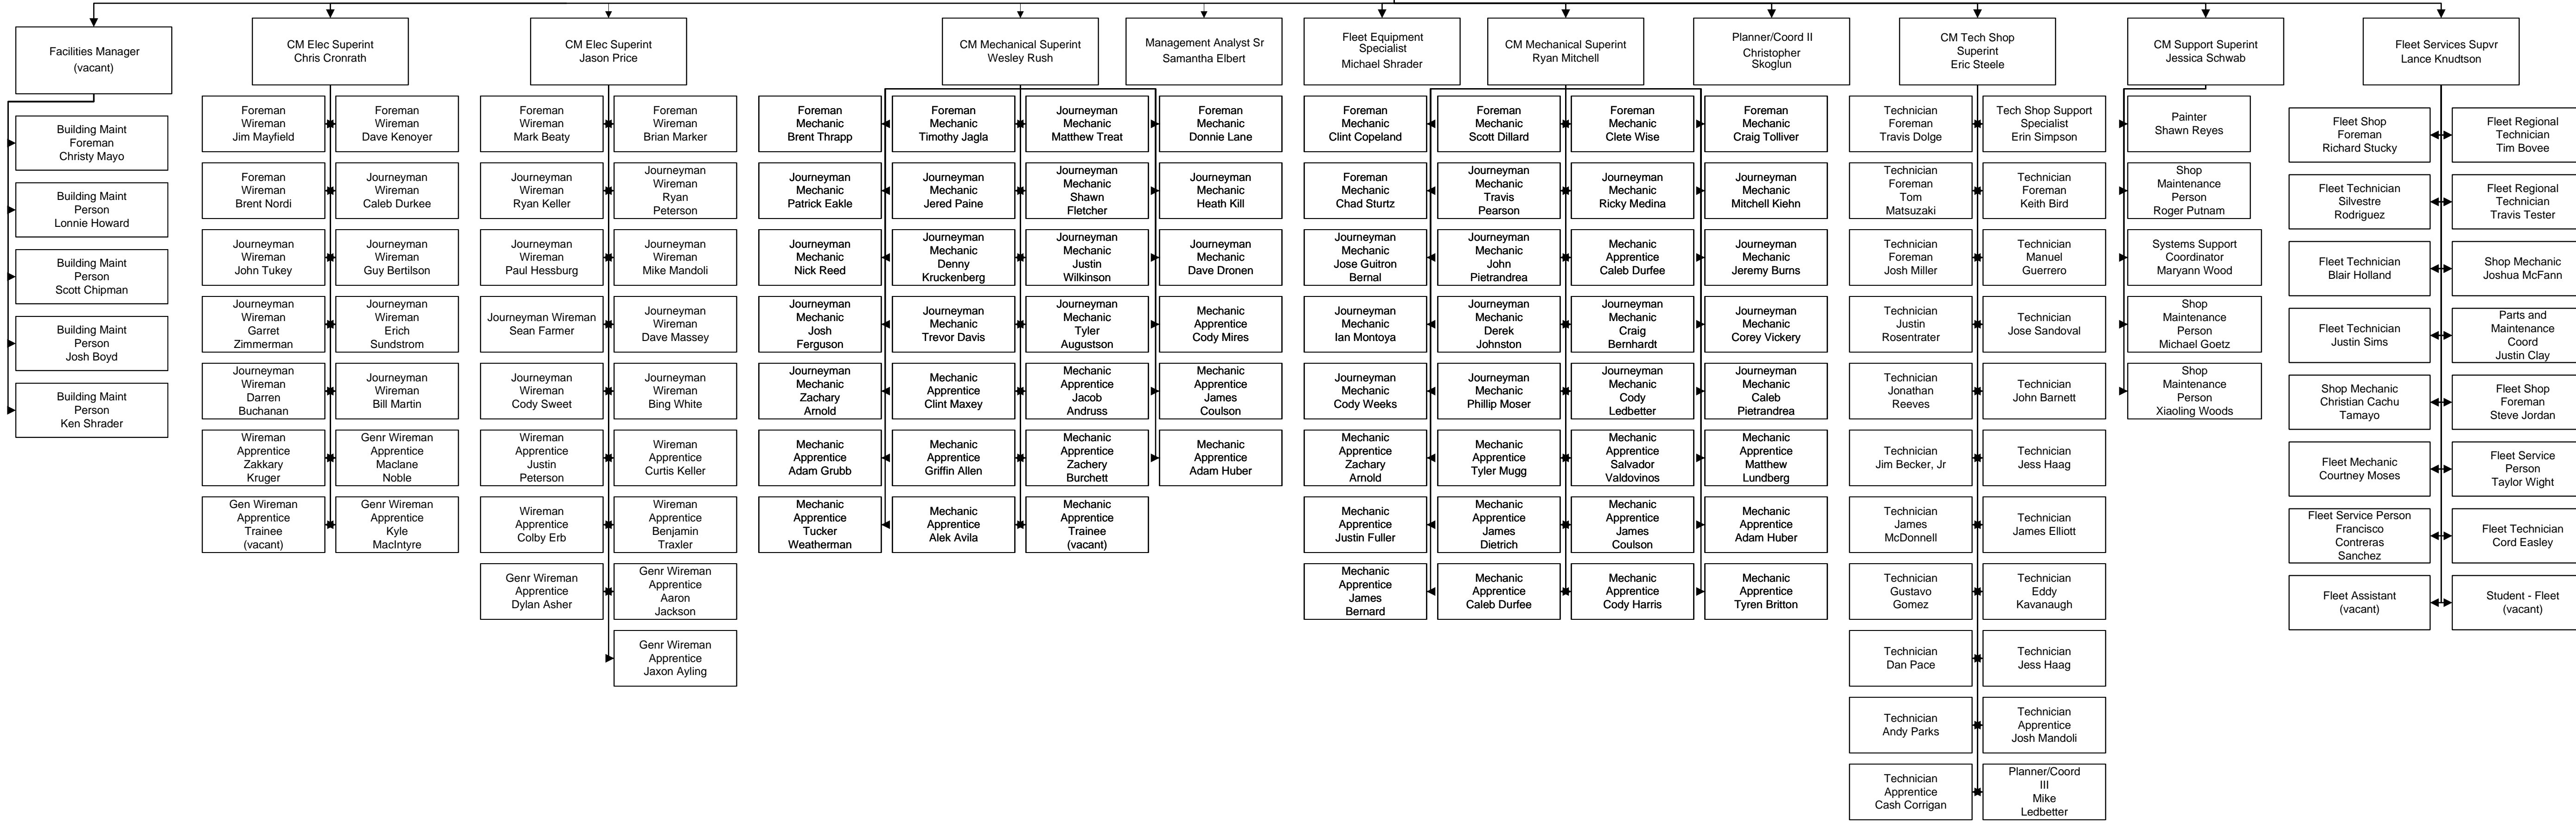 Facilities Manager
(vacant)
CM Elec Superint
Chris Cronrath
CM Elec Superint
Jason Price
CM Mechanical Superint
Wesley Rush
Management Analyst Sr
Samantha Elbert
Fleet Equipment
Specialist
Michael Shrader
CM Mechanical Superint
Ryan Mitchell
Planner/Coord II
Christopher
Skoglun
CM Tech Shop
Superint
Eric Steele
CM Support Superint
Jessica Schwab
Fleet Services Supvr
Lance Knudtson
Building Maint
Foreman
Christy Mayo
Building Maint
Person
Lonnie Howard
Building Maint
Person
Scott Chipman
Building Maint
Person
Josh Boyd
Building Maint
Person
Ken Shrader
Foreman
Wireman
Jim Mayfield
Foreman
Wireman
Dave Kenoyer
Foreman
Wireman
Brent Nordi
Journeyman
Wireman
Caleb Durkee
Journeyman
Wireman
John Tukey
Journeyman
Wireman
Guy Bertilson
Journeyman
Wireman
Garret
Zimmerman
Journeyman
Wireman
Erich
Sundstrom
Journeyman
Wireman
Darren
Buchanan
Journeyman
Wireman
Bill Martin
Wireman
Apprentice
Zakkary
Kruger
Genr Wireman
Apprentice
Maclane
Noble
Gen Wireman
Apprentice
Trainee
(vacant)
Genr Wireman
Apprentice
Kyle
MacIntyre
Foreman
Wireman
Mark Beaty
Foreman
Wireman
Brian Marker
Journeyman
Wireman
Ryan Keller
Journeyman
Wireman
Ryan
Peterson
Journeyman
Wireman
Paul Hessburg
Journeyman
Wireman
Mike Mandoli
Journeyman Wireman
Sean Farmer
Journeyman
Wireman
Dave Massey
Journeyman
Wireman
Cody Sweet
Journeyman
Wireman
Bing White
Wireman
Apprentice
Justin
Peterson
Wireman
Apprentice
Curtis Keller
Wireman
Apprentice
Colby Erb
Wireman
Apprentice
Benjamin
Traxler
Genr Wireman
Apprentice
Dylan Asher
Genr Wireman
Apprentice
Aaron
Jackson
Genr Wireman
Apprentice
Jaxon Ayling
Foreman
Mechanic
Brent Thrapp
Foreman
Mechanic
Timothy Jagla
Journeyman
Mechanic
Matthew Treat
Foreman
Mechanic
Donnie Lane
Journeyman
Mechanic
Patrick Eakle
Journeyman
Mechanic
Jered Paine
Journeyman
Mechanic
Shawn
Fletcher
Journeyman
Mechanic
Heath Kill
Journeyman
Mechanic
Nick Reed
Journeyman
Mechanic
Denny
Kruckenberg
Journeyman
Mechanic
Justin
Wilkinson
Journeyman
Mechanic
Dave Dronen
Journeyman
Mechanic
Josh
Ferguson
Journeyman
Mechanic
Trevor Davis
Journeyman
Mechanic
Tyler
Augustson
Mechanic
Apprentice
Cody Mires
Journeyman
Mechanic
Zachary
Arnold
Mechanic
Apprentice
Clint Maxey
Mechanic
Apprentice
Jacob
Andruss
Mechanic
Apprentice
James
Coulson
Mechanic
Apprentice
Adam Grubb
Mechanic
Apprentice
Griffin Allen
Mechanic
Apprentice
Zachery
Burchett
Mechanic
Apprentice
Adam Huber
Mechanic
Apprentice
Tucker
Weatherman
Mechanic
Apprentice
Alek Avila
Mechanic
Apprentice
Trainee
(vacant)
Foreman
Mechanic
Clint Copeland
Foreman
Mechanic
Scott Dillard
Foreman
Mechanic
Clete Wise
Foreman
Mechanic
Craig Tolliver
Foreman
Mechanic
Chad Sturtz
Journeyman
Mechanic
Travis
Pearson
Journeyman
Mechanic
Ricky Medina
Journeyman
Mechanic
Mitchell Kiehn
Journeyman
Mechanic
Jose Guitron
Bernal
Journeyman
Mechanic
John
Pietrandrea
Mechanic
Apprentice
Caleb Durfee
Journeyman
Mechanic
Jeremy Burns
Journeyman
Mechanic
Ian Montoya
Journeyman
Mechanic
Derek
Johnston
Journeyman
Mechanic
Craig
Bernhardt
Journeyman
Mechanic
Corey Vickery
Journeyman
Mechanic
Cody Weeks
Journeyman
Mechanic
Phillip Moser
Journeyman
Mechanic
Cody
Ledbetter
Journeyman
Mechanic
Caleb
Pietrandrea
Mechanic
Apprentice
Zachary
Arnold
Mechanic
Apprentice
Tyler Mugg
Mechanic
Apprentice
Salvador
Valdovinos
Mechanic
Apprentice
Matthew
Lundberg
Mechanic
Apprentice
Justin Fuller
Mechanic
Apprentice
James
Dietrich
Mechanic
Apprentice
James
Coulson
Mechanic
Apprentice
Adam Huber
Mechanic
Apprentice
James
Bernard
Mechanic
Apprentice
Caleb Durfee
Mechanic
Apprentice
Cody Harris
Mechanic
Apprentice
Tyren Britton
Technician
Foreman
Travis Dolge
Tech Shop Support
Specialist
Erin Simpson
Technician
Foreman
Tom
Matsuzaki
Technician
Foreman
Keith Bird
Technician
Foreman
Josh Miller
Technician
Manuel
Guerrero
Technician
Justin
Rosentrater
Technician
Jose Sandoval
Technician
Jonathan
Reeves
Technician
John Barnett
Technician
Jim Becker, Jr
Technician
Jess Haag
Technician
James
McDonnell
Technician
James Elliott
Technician
Gustavo
Gomez
Technician
Eddy
Kavanaugh
Technician
Dan Pace
Technician
Jess Haag
Technician
Andy Parks
Technician
Apprentice
Josh Mandoli
Technician
Apprentice
Cash Corrigan
Planner/Coord
III
Mike
Ledbetter
Painter
Shawn Reyes
Shop
Maintenance
Person
Roger Putnam
Systems Support
Coordinator
Maryann Wood
Shop
Maintenance
Person
Michael Goetz
Shop
Maintenance
Person
Xiaoling Woods
Fleet Shop
Foreman
Richard Stucky
Fleet Regional
Technician
Tim Bovee
Fleet Technician
Silvestre
Rodriguez
Fleet Regional
Technician
Travis Tester
Fleet Technician
Blair Holland
Shop Mechanic
Joshua McFann
Fleet Technician
Justin Sims
Parts and
Maintenance
Coord
Justin Clay
Shop Mechanic
Christian Cachu
Tamayo
Fleet Shop
Foreman
Steve Jordan
Fleet Mechanic
Courtney Moses
Fleet Service
Person
Taylor Wight
Fleet Service Person
Francisco
Contreras
Sanchez
Fleet Technician
Cord Easley
Fleet Assistant
(vacant)
Student - Fleet
(vacant)